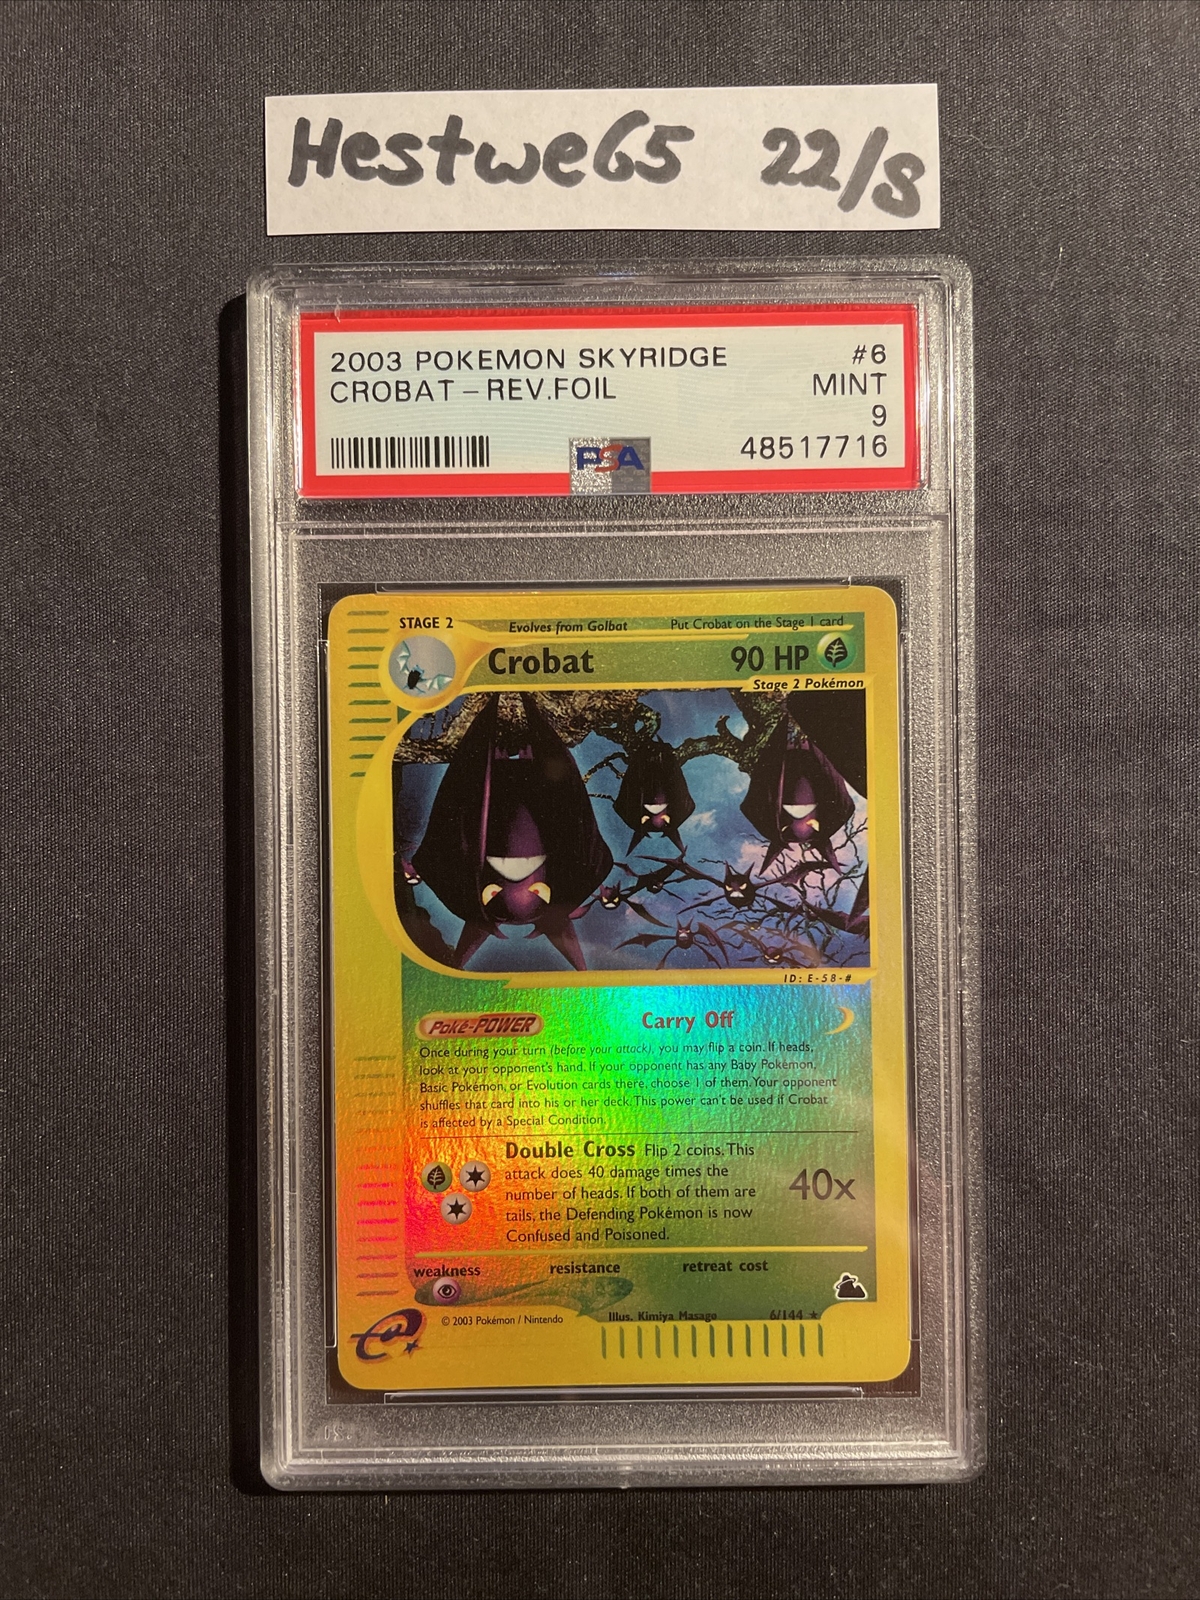 Hestwe65 22/8
2003 POKEMON SKYRIDGE #6
CROBAT - REV.FOIL MINT
9
PSA 48517716
STAGE 2 Evolves from Golbat Put Crobat on the Stage 1 card
Crobat 90 HP
Stage 2 Pokémon
ID: E-58-#
Poké-POWER Carry Off
Once during your turn (before your attack), you may flip a coin. If heads,
look at your opponent's hand. If your opponent has any Baby Pokémon,
Basic Pokémon, or Evolution cards there, choose 1 of them. Your opponent
shuffles that card into his or her deck. This power can't be used if Crobat
is affected by a Special Condition.
Double Cross Flip 2 coins. This
attack does 40 damage times the
number of heads. If both of them are
tails, the Defending Pokémon is now
Confused and Poisoned.
40x
weakness resistance retreat cost
© 2003 Pokémon / Nintendo Illus. Kimiya Masago 6/144 ★
e